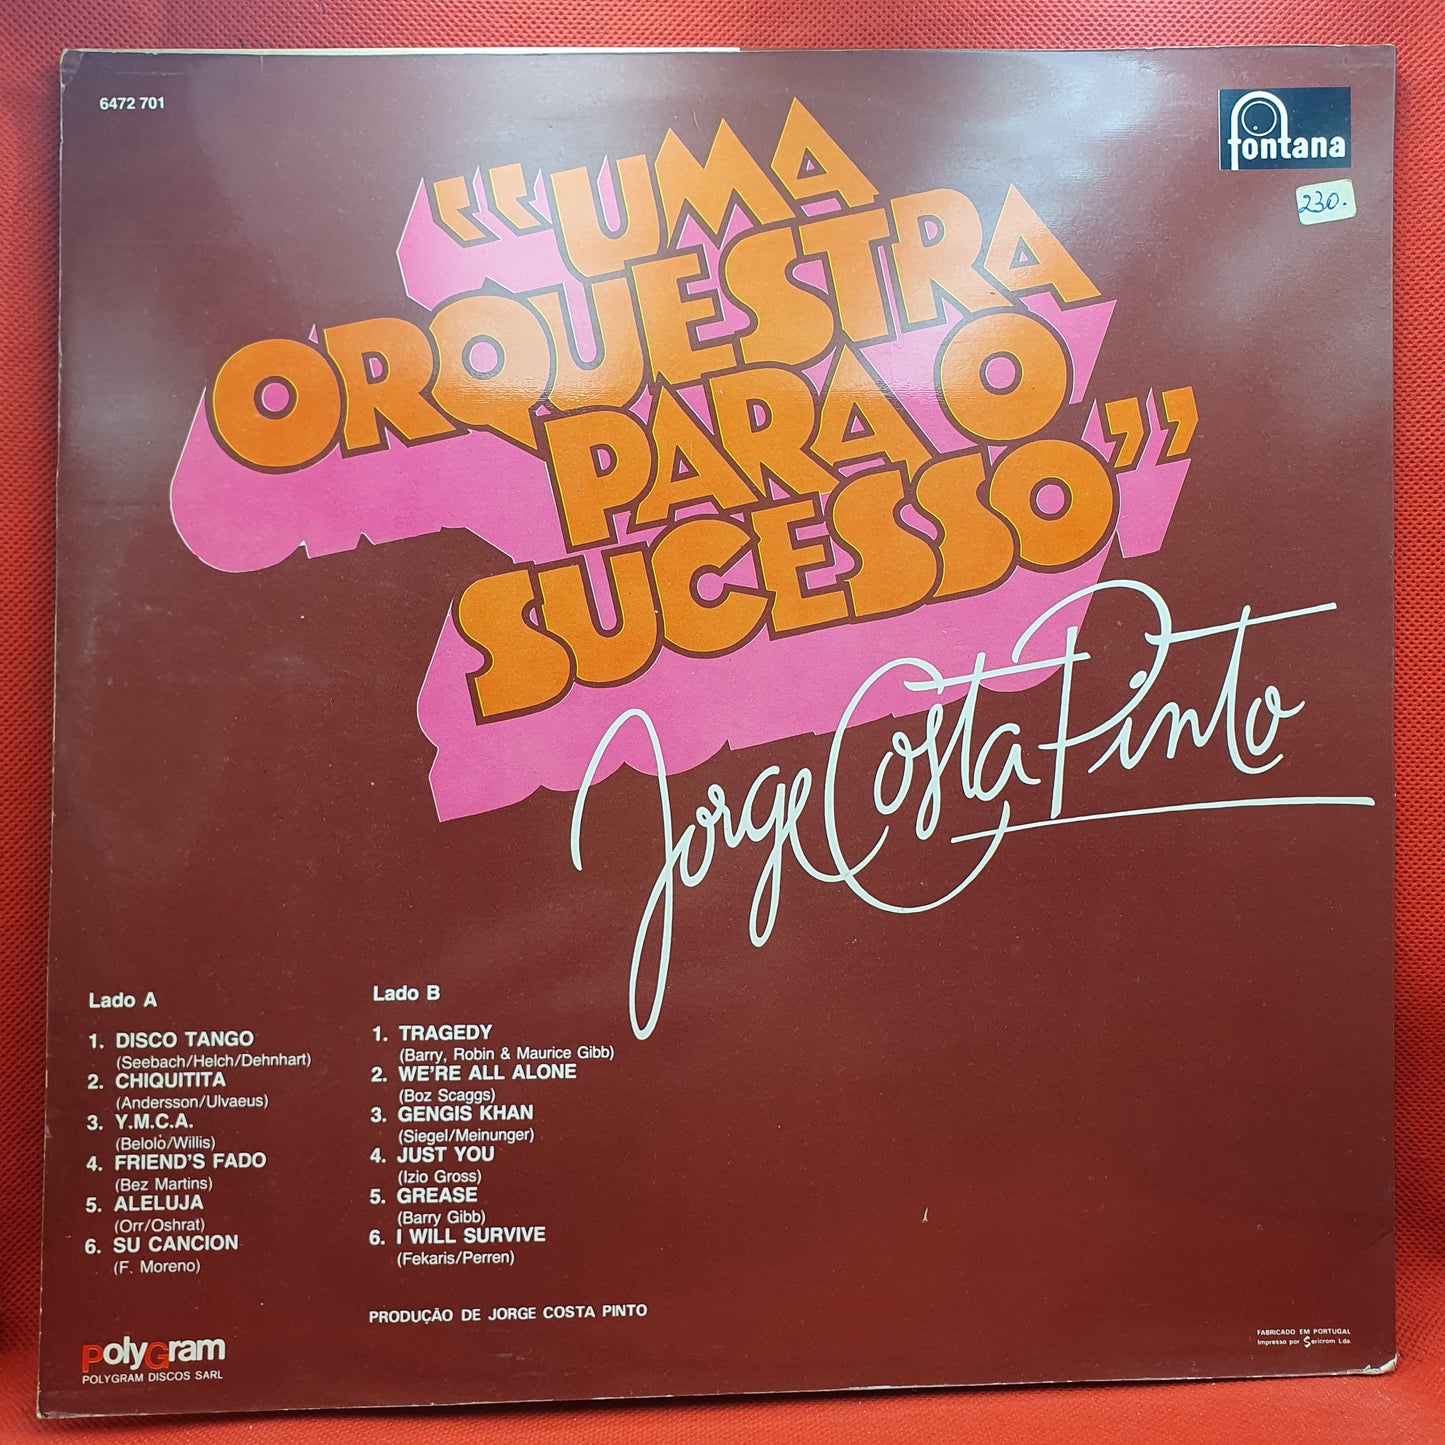 6472 701
fontana
230.
“UMA
ORQUESTRA
PARA O
SUCESSO”
Jorge Costa Pinto
Lado A
1. DISCO TANGO
(Seebach/Helch/Dehnhart)
2. CHIQUITITA
(Andersson/Ulvaeus)
3. Y.M.C.A.
(Belolo/Willis)
4. FRIEND'S FADO
(Bez Martins)
5. ALELUJA
(Orr/Oshrat)
6. SU CANCION
(F. Moreno)
Lado B
1. TRAGEDY
(Barry, Robin & Maurice Gibb)
2. WE'RE ALL ALONE
(Boz Scaggs)
3. GENGIS KHAN
(Siegel/Meinunger)
4. JUST YOU
(Izio Gross)
5. GREASE
(Barry Gibb)
6. I WILL SURVIVE
(Fekaris/Perren)
PRODUÇÃO DE JORGE COSTA PINTO
PolyGram
POLYGRAM DISCOS SARL
FABRICADO EM PORTUGAL
Impresso por Sericrom Lda.